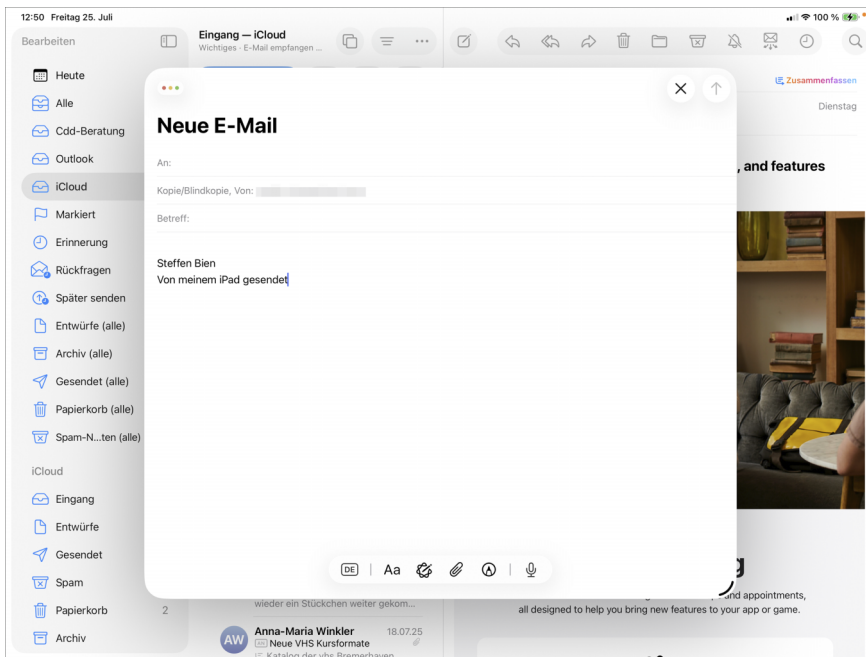 12:50 Freitag 25. Juli
100 %
Bearbeiten
Eingang — iCloud
Wichtiges · E-Mail empfangen ...
Heute
Alle
Cdd-Beratung
Outlook
iCloud
Markiert
Erinnerung
Rückfragen
Später senden
Entwürfe (alle)
Archiv (alle)
Gesendet (alle)
Papierkorb (alle)
Spam-N...ten (alle)
iCloud
Eingang
Entwürfe
Gesendet
Spam
Papierkorb 2
Archiv
Neue E-Mail
An:
Kopie/Blindkopie, Von:
Betreff:
Steffen Bien
Von meinem iPad gesendet
DE
Aa
wieder ein Stückchen weiter gekom...
AW
Anna-Maria Winkler 18.07.25
Neue VHS Kursformate
Katalog der vhs Bremerhaven
Zusammenfassen
Dienstag
, and features
g
and appointments,
all designed to help you bring new features to your app or game.